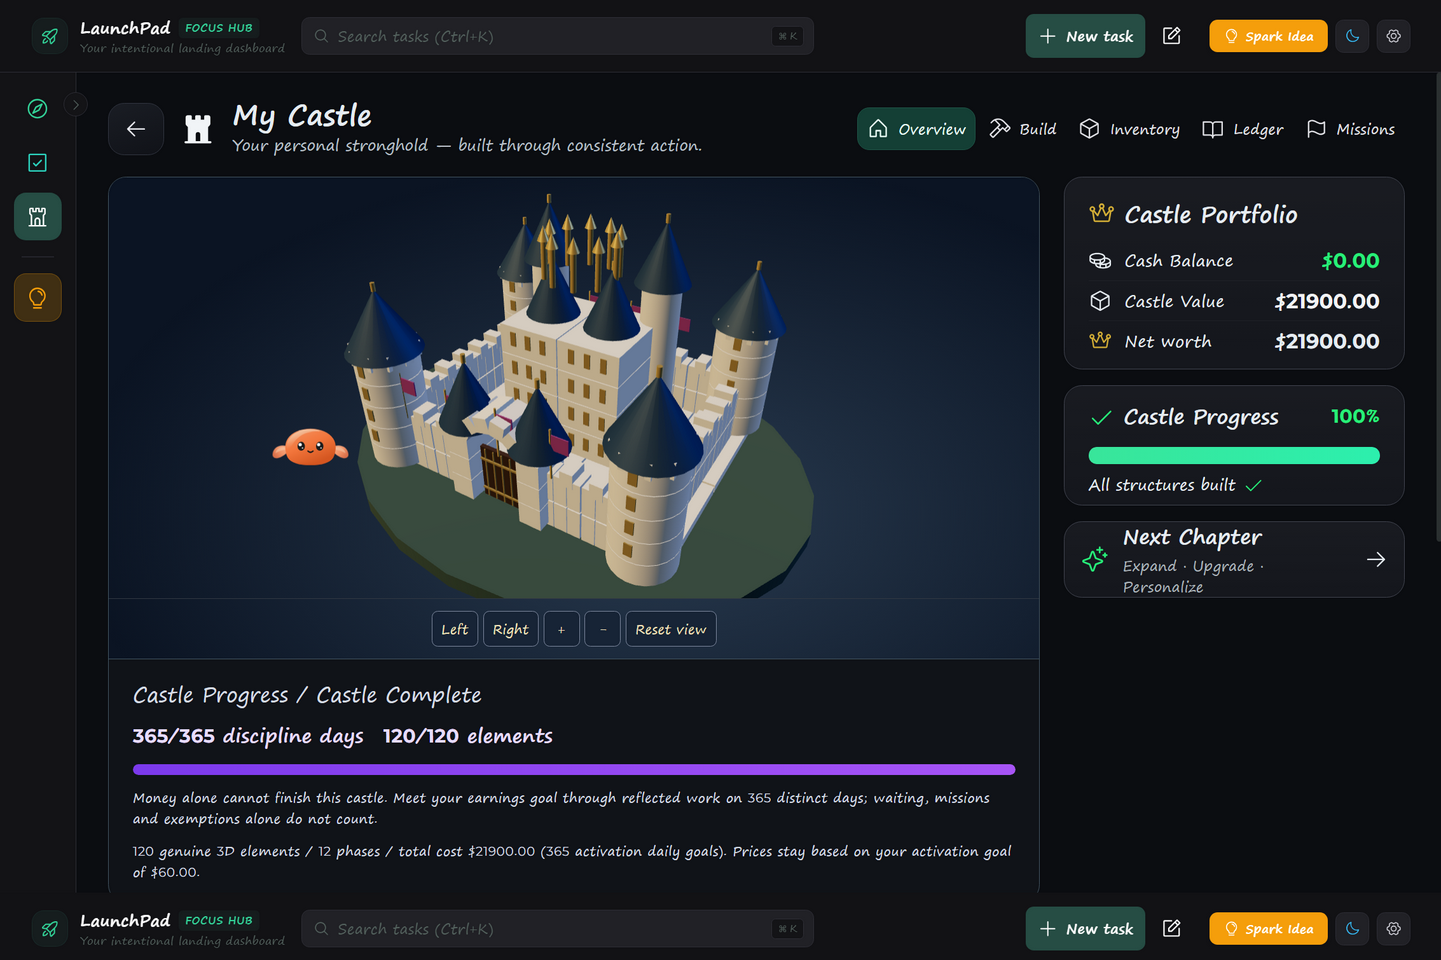 LaunchPad FOCUS HUB
Your intentional landing dashboard
Search tasks (Ctrl+K)
⌘ K
New task
Spark Idea
My Castle
Your personal stronghold — built through consistent action.
Overview
Build
Inventory
Ledger
Missions
Left
Right
+
−
Reset view
Castle Progress / Castle Complete
365/365 discipline days 120/120 elements
Money alone cannot finish this castle. Meet your earnings goal through reflected work on 365 distinct days; waiting, missions
and exemptions alone do not count.
120 genuine 3D elements / 12 phases / total cost $21900.00 (365 activation daily goals). Prices stay based on your activation goal
of $60.00.
Castle Portfolio
Cash Balance $0.00
Castle Value $21900.00
Net worth $21900.00
Castle Progress 100%
All structures built
Next Chapter
Expand · Upgrade ·
Personalize
LaunchPad FOCUS HUB
Your intentional landing dashboard
Search tasks (Ctrl+K)
⌘ K
New task
Spark Idea